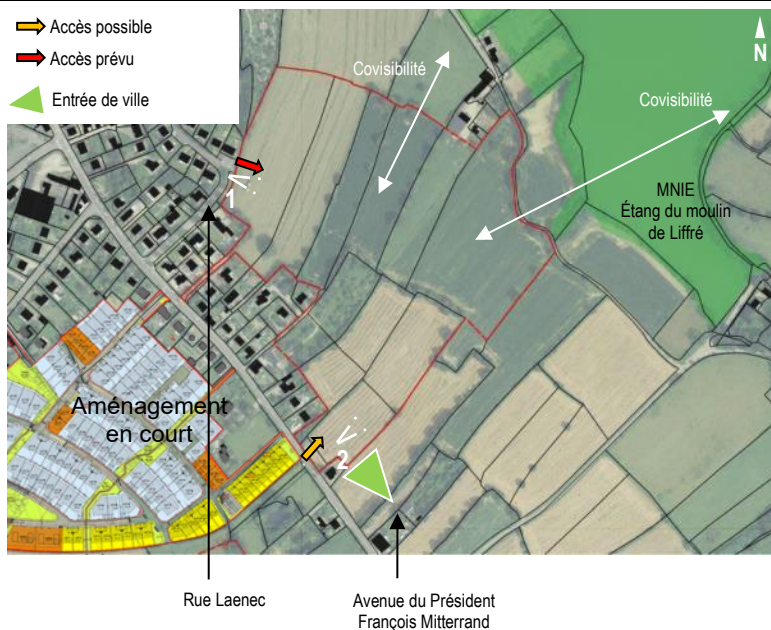 Accès possible
Accès prévu
Entrée de ville
Covisibilité
N
Covisibilité
V:
1
MNIE
Étang du moulin
de Liffré
Aménagement
en court
V:
2
Rue Laenec
Avenue du Président
François Mitterrand